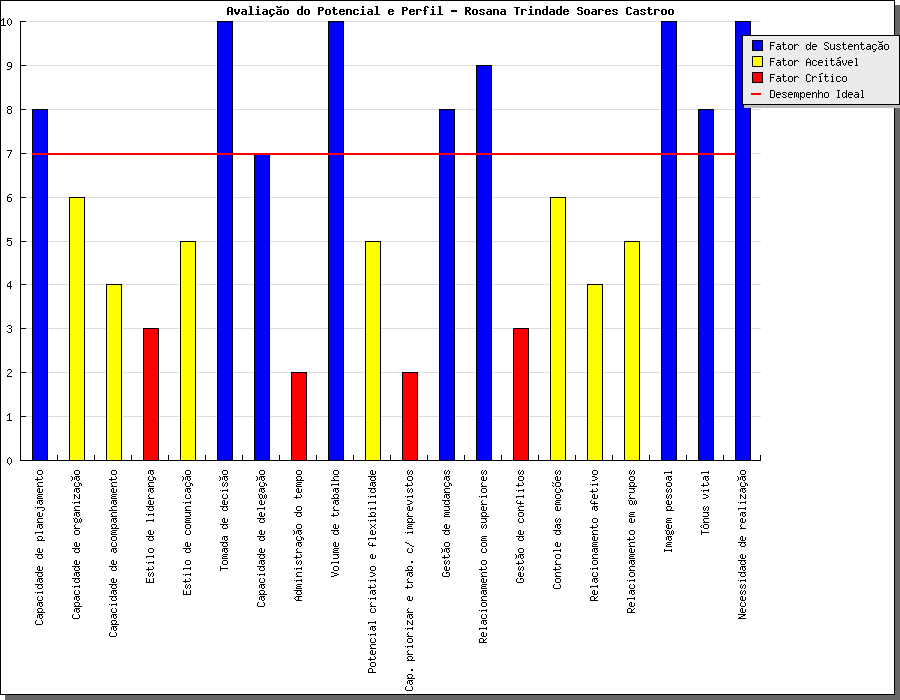 Avaliação do Potencial e Perfil - Rosana Trindade Soares Castroo
Fator de Sustentação
Fator Aceitável
Fator Crítico
Desempenho Ideal
10
9
8
7
6
5
4
3
2
1
0
Capacidade de planejamento
Capacidade de organização
Capacidade de acompanhamento
Estilo de liderança
Estilo de comunicação
Tomada de decisão
Capacidade de delegação
Administração do tempo
Volume de trabalho
Potencial criativo e flexibilidade
Cap. priorizar e trab. c/ imprevistos
Gestão de mudanças
Relacionamento com superiores
Gestão de conflitos
Controle das emoções
Relacionamento afetivo
Relacionamento em grupos
Imagem pessoal
Tônus vital
Necessidade de realização